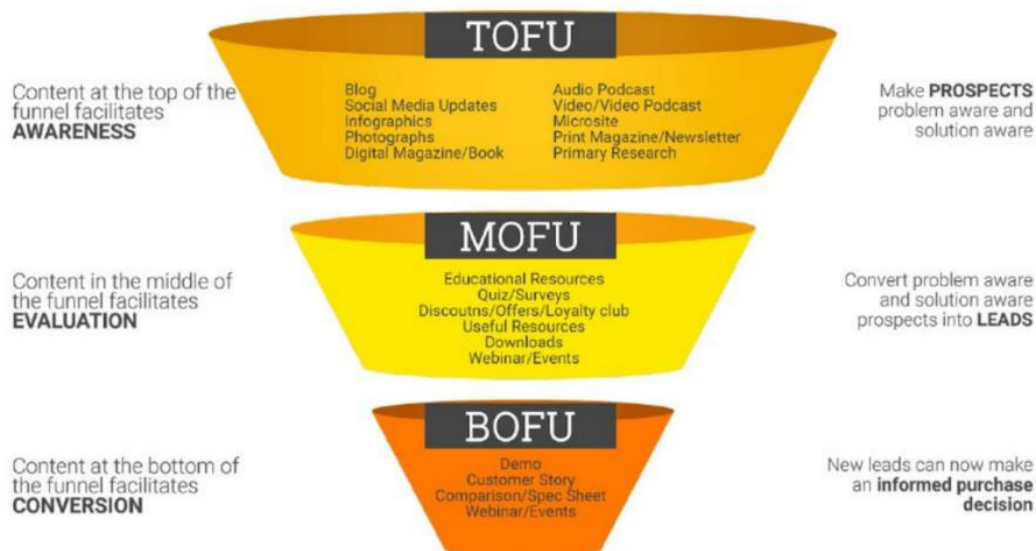 TOFU
Content at the top of the
funnel facilitates
AWARENESS
Blog
Social Media Updates
Infographics
Photographs
Digital Magazine/Book
Audio Podcast
Video/Video Podcast
Microsite
Print Magazine/Newsletter
Primary Research
Make PROSPECTS
problem aware and
solution aware
MOFU
Content in the middle of
the funnel facilitates
EVALUATION
Educational Resources
Quiz/Surveys
Discoutns/Offers/Loyalty club
Useful Resources
Downloads
Webinar/Events
Convert problem aware
and solution aware
prospects into LEADS
BOFU
Content at the bottom of
the funnel facilitates
CONVERSION
Demo
Customer Story
Comparison/Spec Sheet
Webinar/Events
New leads can now make
an informed purchase
decision